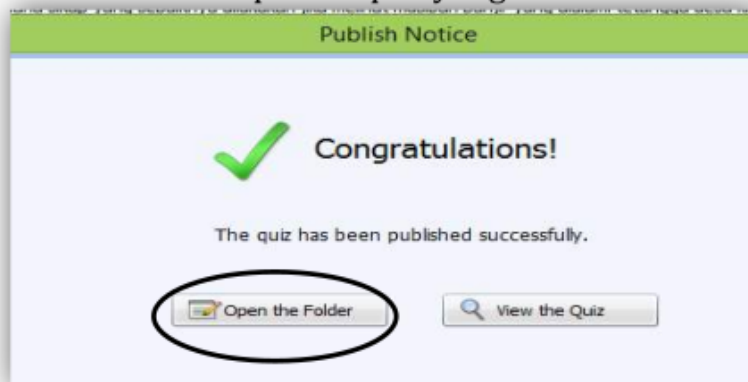 Publish Notice
Congratulations!
The quiz has been published successfully.
Open the Folder
View the Quiz